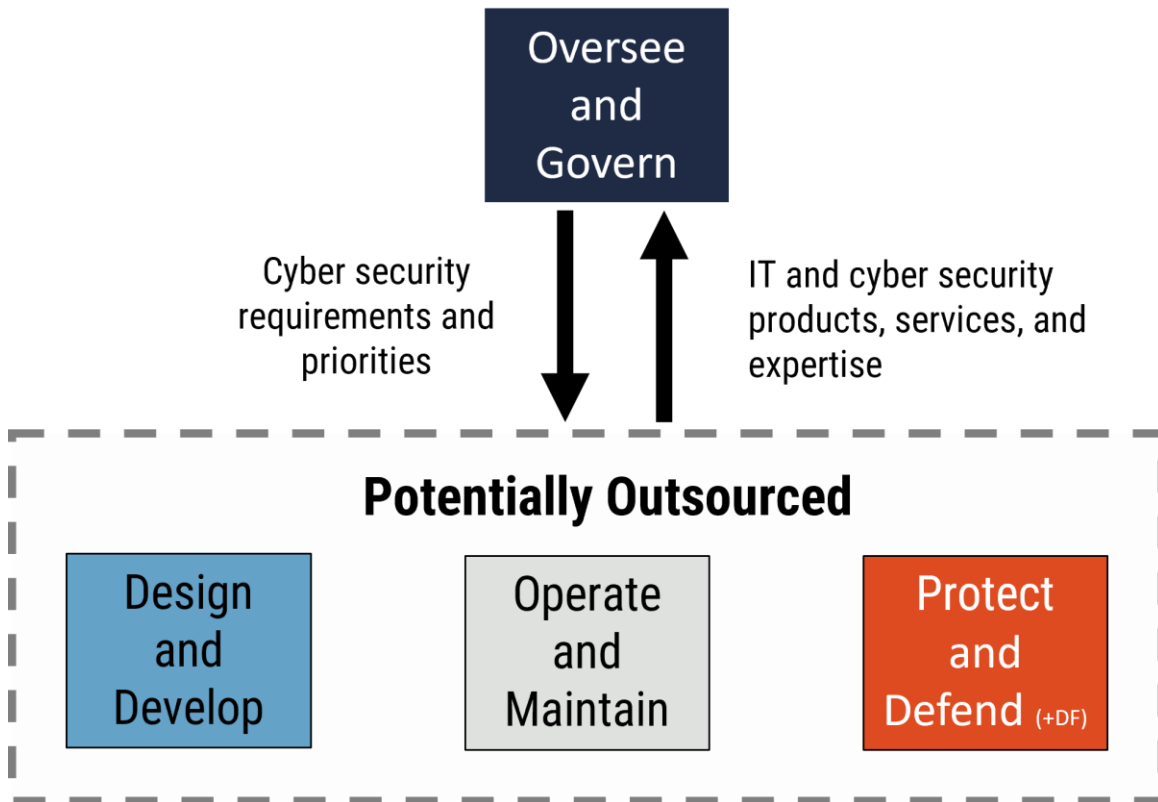 Oversee
and
Govern
Cyber security
requirements and
priorities
IT and cyber security
products, services, and
expertise
Potentially Outsourced
Design
and
Develop
Operate
and
Maintain
Protect
and
Defend (+DF)